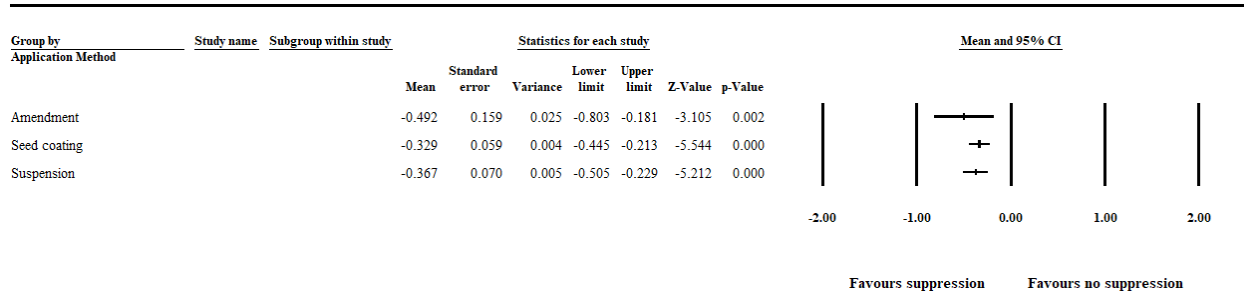 Group by Study name Subgroup within study Statistics for each study Mean and 95% CI
Application Method
Standard Lower Upper
Mean error Variance limit limit Z-Value p-Value
Amendment -0.492 0.159 0.025 -0.803 -0.181 -3.105 0.002
Seed coating -0.329 0.059 0.004 -0.445 -0.213 -5.544 0.000
Suspension -0.367 0.070 0.005 -0.505 -0.229 -5.212 0.000
-2.00 -1.00 0.00 1.00 2.00
Favours suppression Favours no suppression